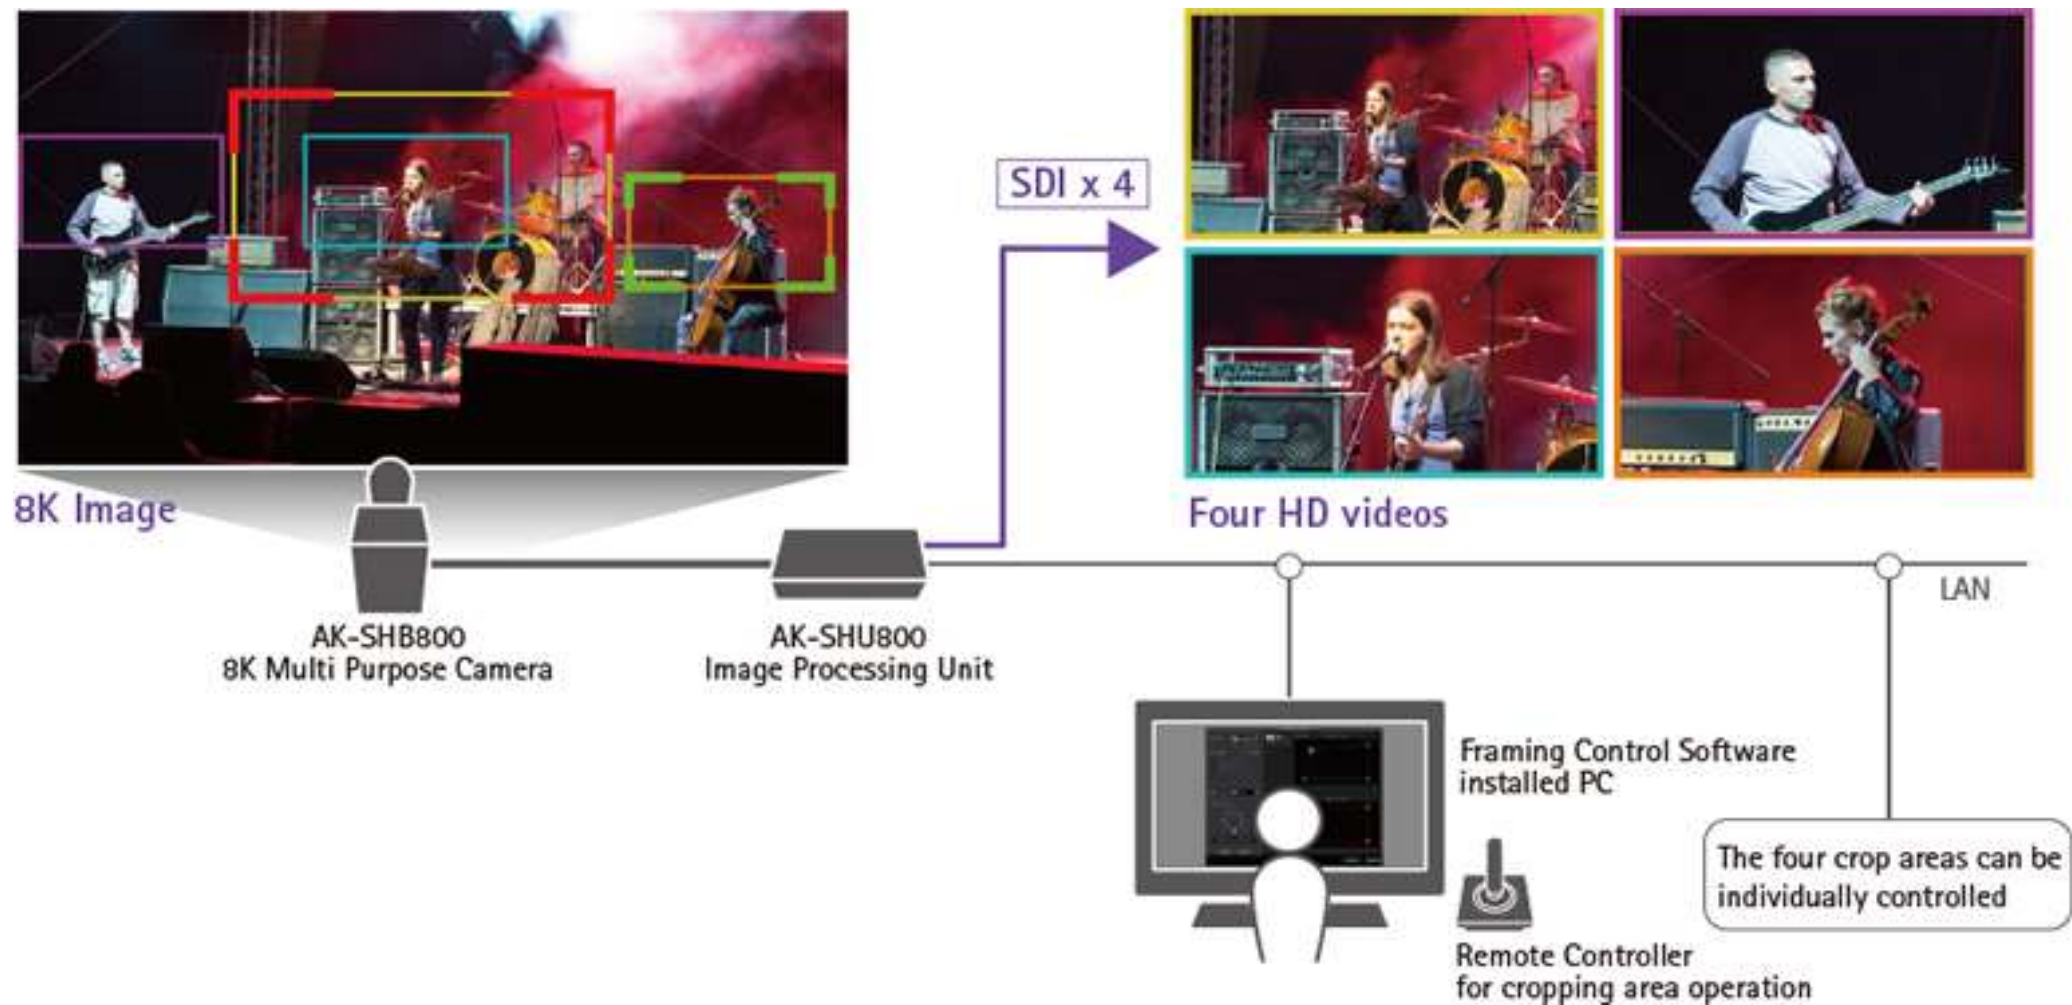 SDI x 4
8K Image
Four HD videos
LAN
AK-SHB800
8K Multi Purpose Camera
AK-SHU800
Image Processing Unit
Framing Control Software
installed PC
The four crop areas can be
individually controlled
Remote Controller
for cropping area operation